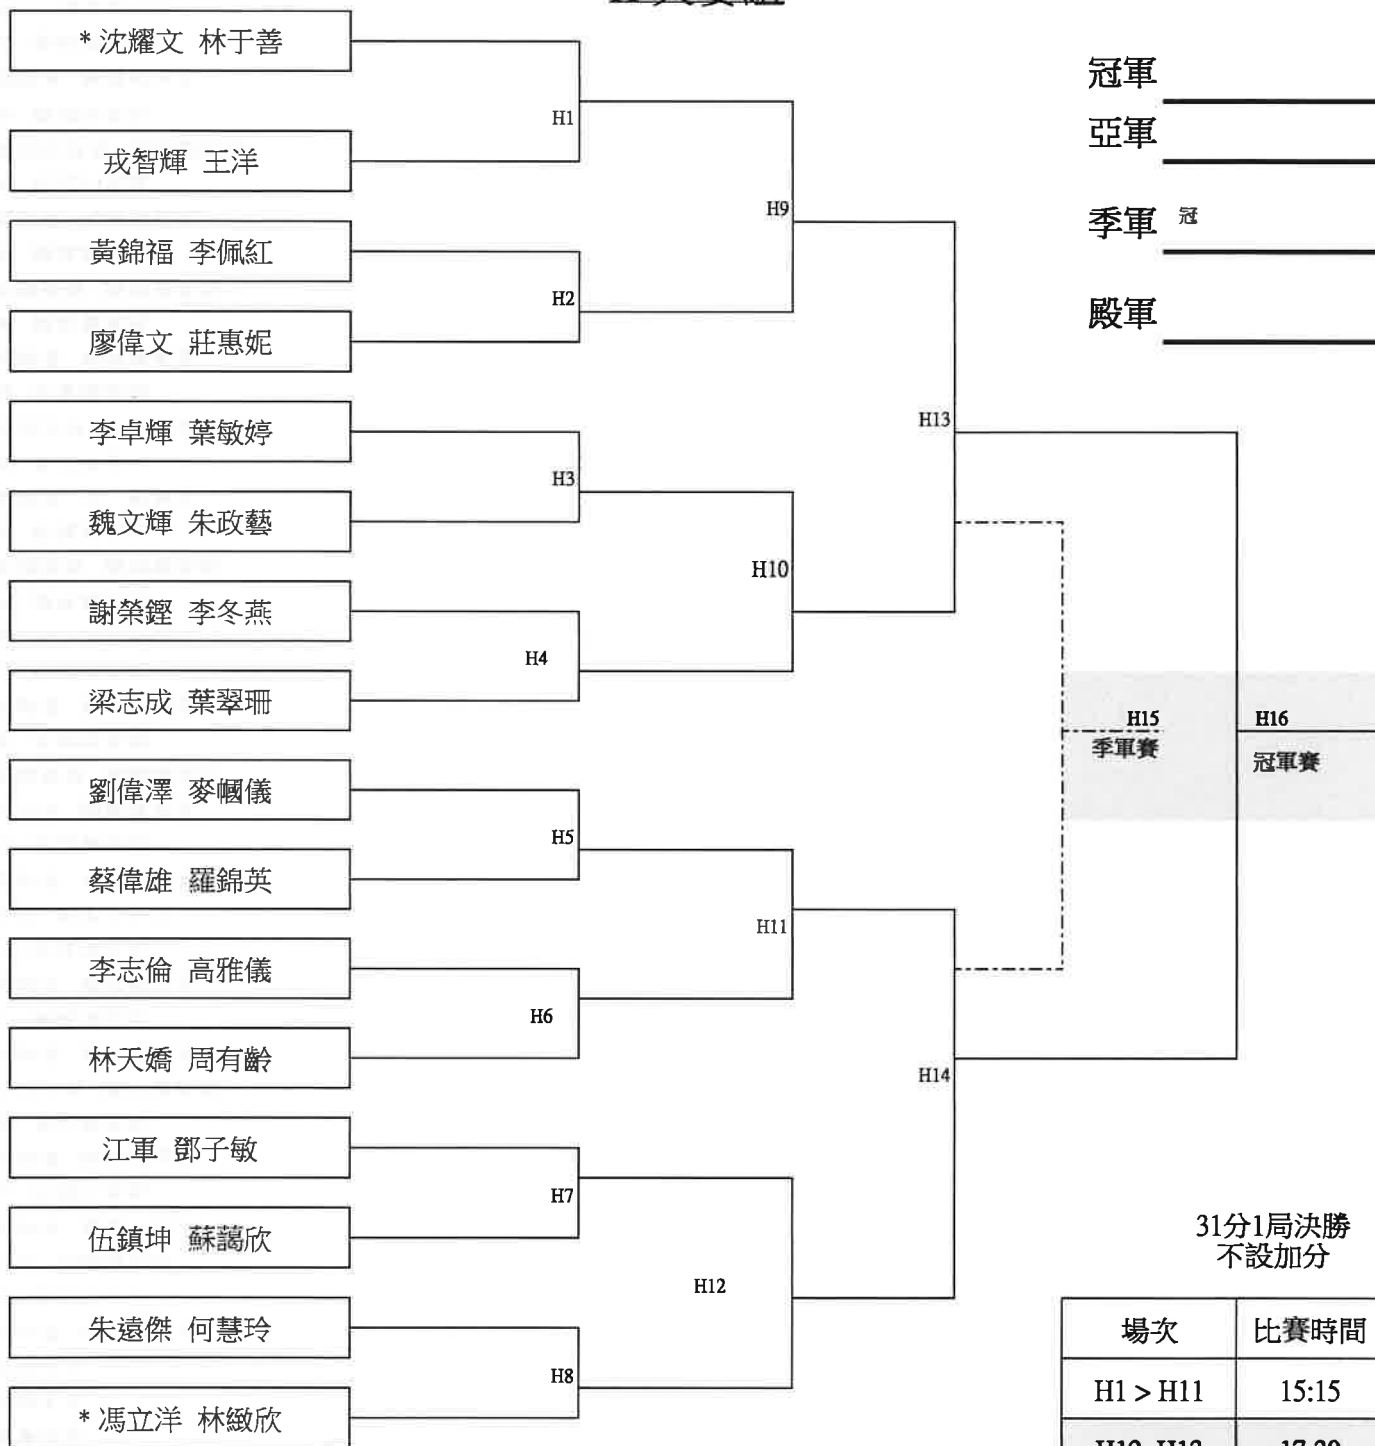 *沈耀文 林于善
戎智輝 王洋
黃錦福 李佩紅
廖偉文 莊惠妮
李卓輝 葉敏婷
魏文輝 朱政藝
謝榮鏗 李冬燕
梁志成 葉翠珊
劉偉澤 麥幗儀
蔡偉雄 羅錦英
李志倫 高雅儀
林天嬌 周有齡
江軍 鄧子敏
伍鎮坤 蘇藹欣
朱遠傑 何慧玲
*馮立洋 林緻欣
H1
H2
H3
H4
H5
H6
H7
H8
H9
H10
H11
H12
H13
H14
H15
季軍賽
H16
冠軍賽
冠軍
亞軍
季軍 冠
殿軍
31分1局決勝
不設加分
場次 比賽時間
H1 > H11 15:15